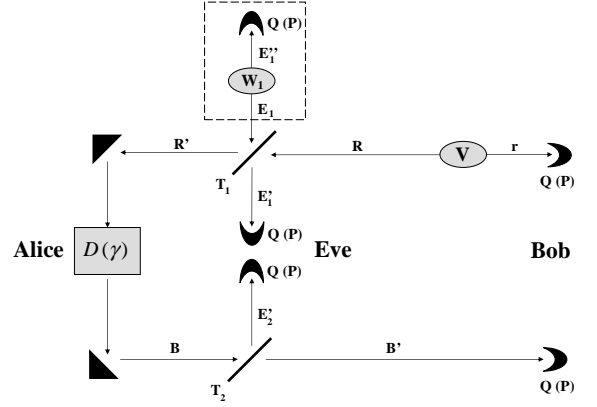 Q (P)
E₁''
W₁
E₁
R'
R
V
r
T₁
Q (P)
E₁'
Q (P)
Alice
D(γ)
Eve
Bob
Q (P)
E₂'
B
B'
T₂
Q (P)